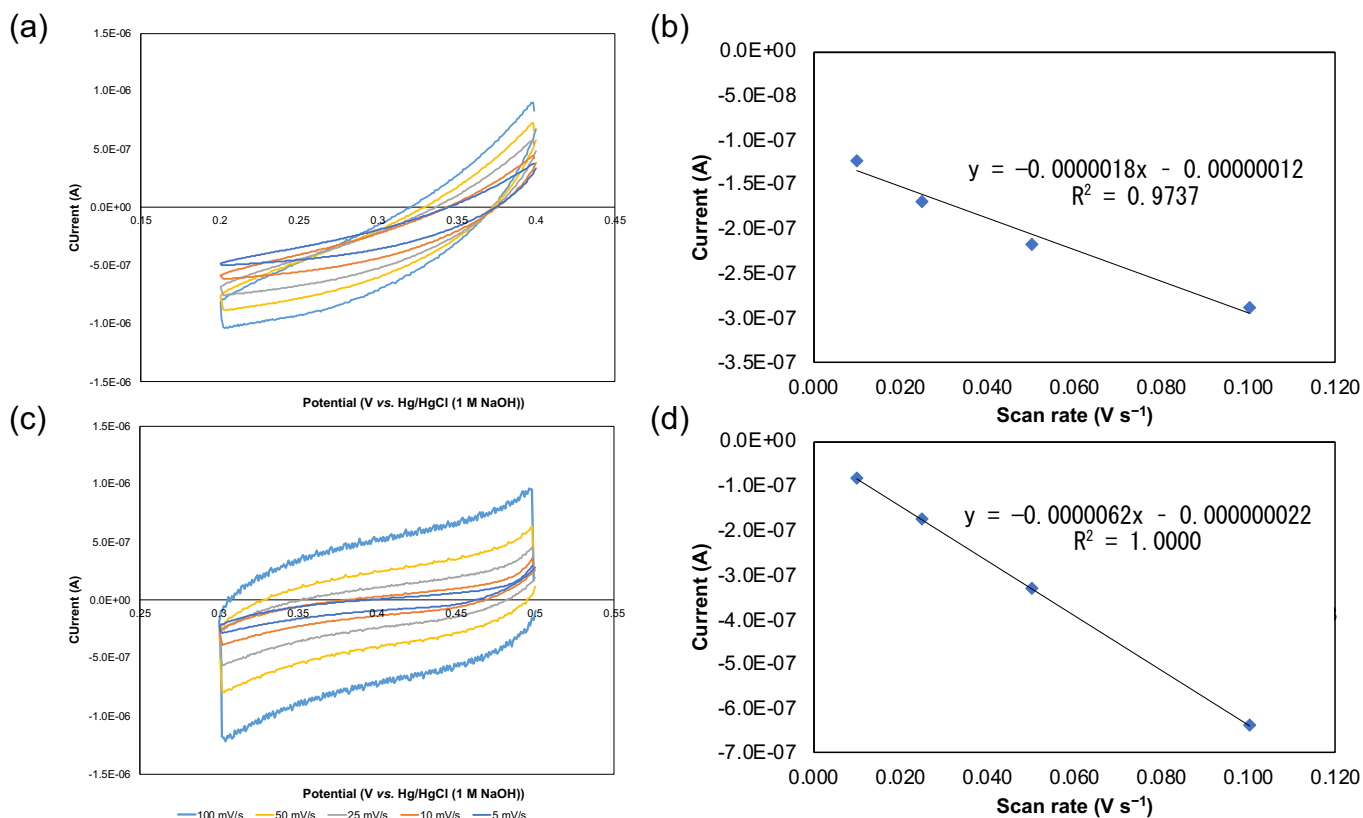 (a)
1.5E-06
1.0E-06
5.0E-07
0.0E+00
-5.0E-07
-1.0E-06
-1.5E-06
0.15 0.2 0.25 0.3 0.35 0.4 0.45
CUrrent (A)
Potential (V vs. Hg/HgCl (1 M NaOH))
(b)
0.0E+00
-5.0E-08
-1.0E-07
-1.5E-07
-2.0E-07
-2.5E-07
-3.0E-07
-3.5E-07
0.000 0.020 0.040 0.060 0.080 0.100 0.120
Current (A)
y = −0.0000018x - 0.00000012
R² = 0.9737
Scan rate (V s⁻¹)
(c)
1.5E-06
1.0E-06
5.0E-07
0.0E+00
-5.0E-07
-1.0E-06
-1.5E-06
0.25 0.3 0.35 0.4 0.45 0.5 0.55
CUrrent (A)
Potential (V vs. Hg/HgCl (1 M NaOH))
100 mV/s 50 mV/s 25 mV/s 10 mV/s 5 mV/s
(d)
0.0E+00
-1.0E-07
-2.0E-07
-3.0E-07
-4.0E-07
-5.0E-07
-6.0E-07
-7.0E-07
0.000 0.020 0.040 0.060 0.080 0.100 0.120
Current (A)
y = −0.0000062x - 0.000000022
R² = 1.0000
Scan rate (V s⁻¹)